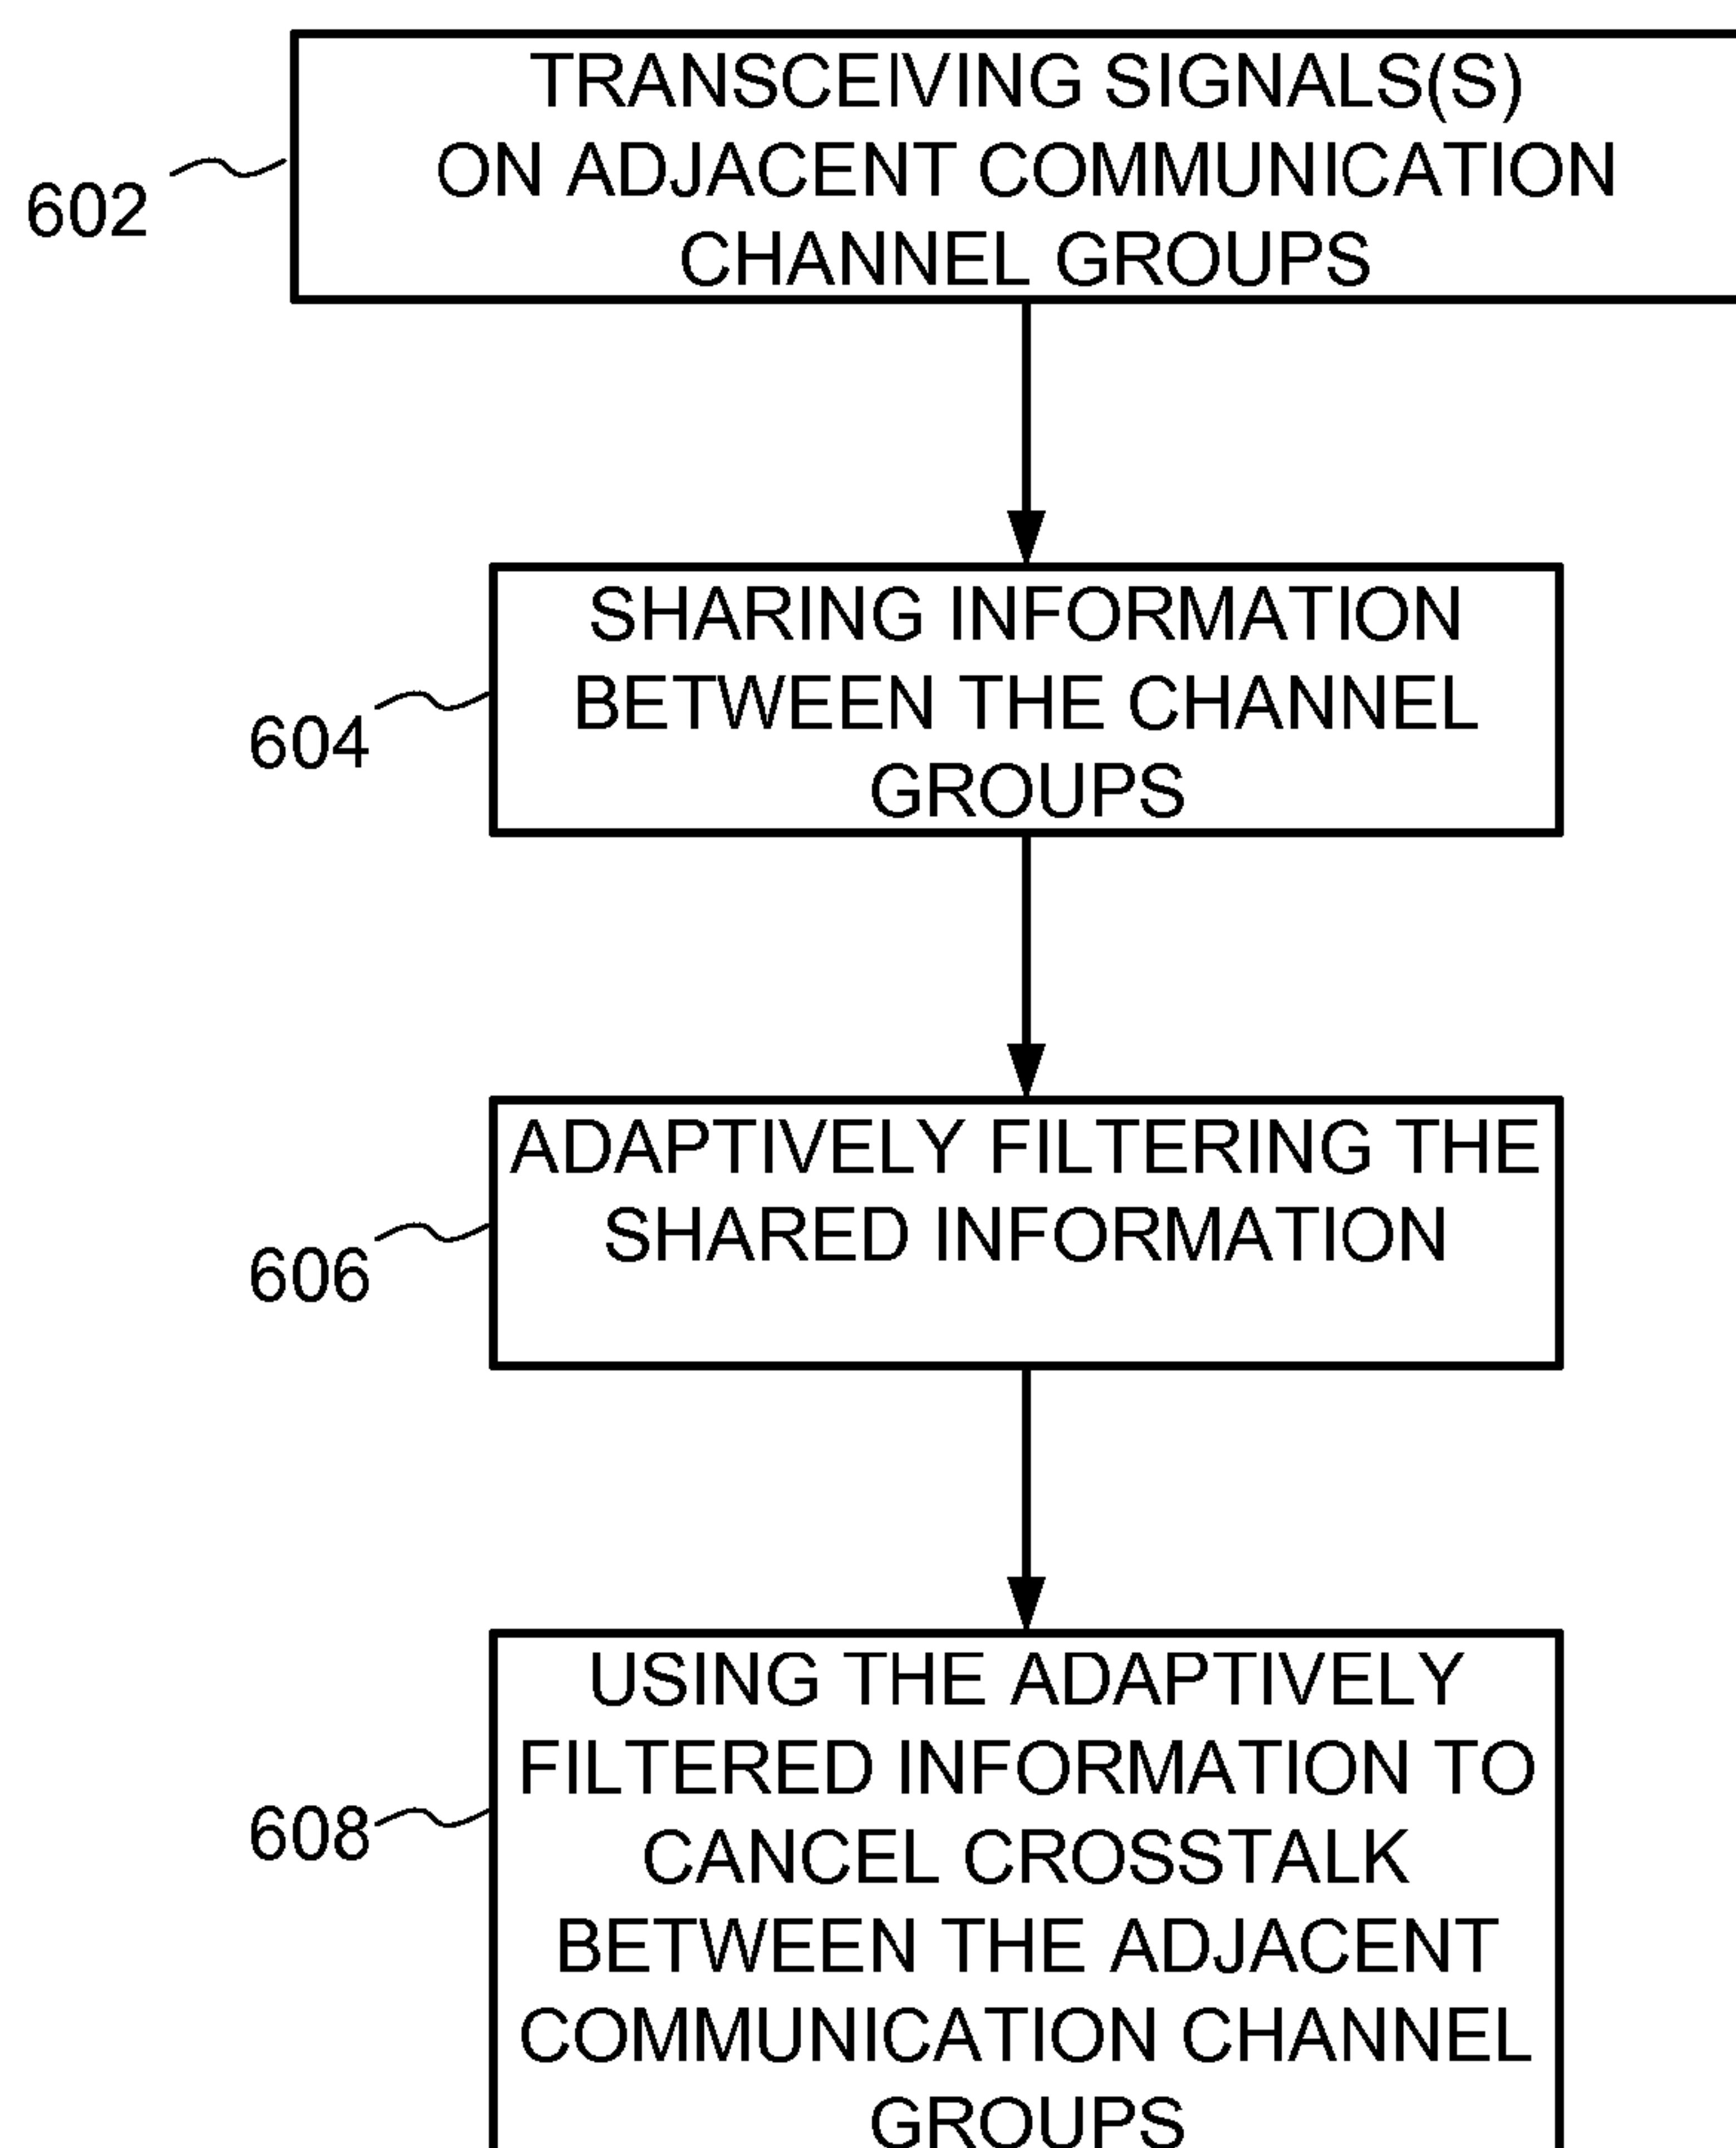 TRANSCEIVING SIGNALS(S)
ON ADJACENT COMMUNICATION
CHANNEL GROUPS
602
SHARING INFORMATION
BETWEEN THE CHANNEL
GROUPS
604
ADAPTIVELY FILTERING THE
SHARED INFORMATION
606
USING THE ADAPTIVELY
FILTERED INFORMATION TO
CANCEL CROSSTALK
BETWEEN THE ADJACENT
COMMUNICATION CHANNEL
GROUPS
608